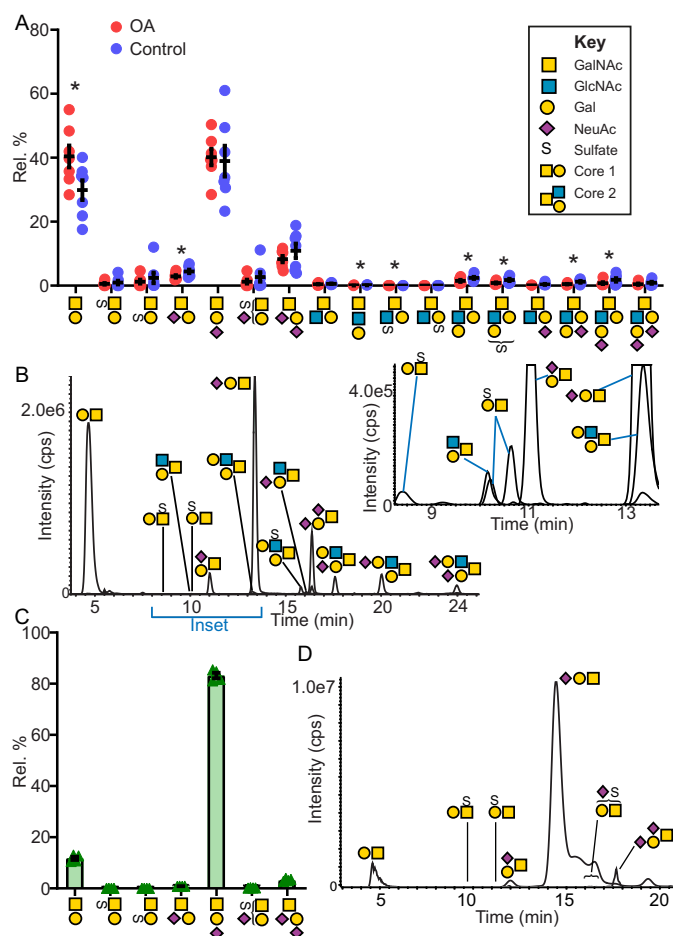 A
80
60
40
20
0
Rel. %
OA
Control
*
*
*
*
*
*
*
*
Key
GalNAc
GlcNAc
Gal
NeuAc
S Sulfate
Core 1
Core 2
S
S
S
S
S
S
B
2.0e6
0
Intensity (cps)
S
S
S
5
10
15
20
24
Time (min)
Inset
4.0e5
0
Intensity (cps)
S
S
9
11
13
Time (min)
C
100
80
60
40
20
0
Rel. %
S
S
S
D
1.0e7
0
Intensity (cps)
S
S
S
5
10
15
20
Time (min)